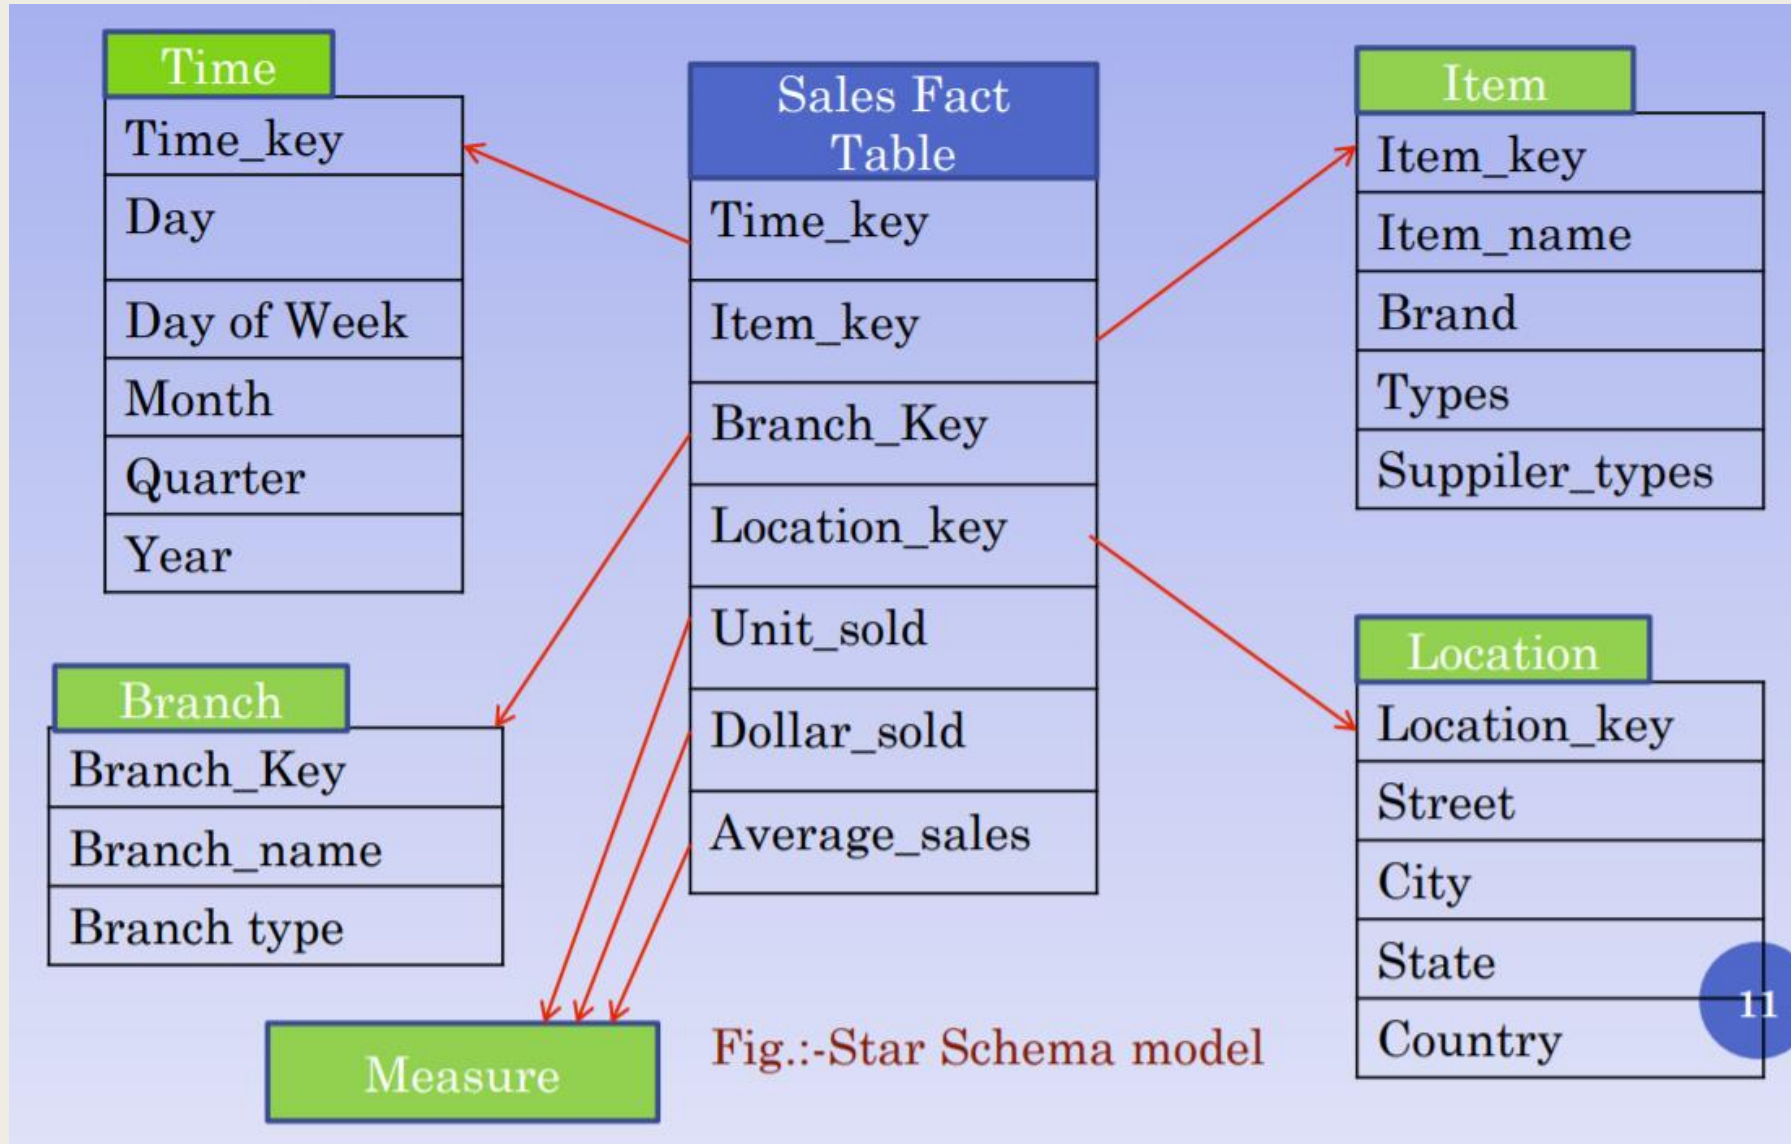 Time
Time_key
Day
Day of Week
Month
Quarter
Year
Branch
Branch_Key
Branch_name
Branch type
Sales Fact
Table
Time_key
Item_key
Branch_Key
Location_key
Unit_sold
Dollar_sold
Average_sales
Measure
Item
Item_key
Item_name
Brand
Types
Suppiler_types
Location
Location_key
Street
City
State
Country
Fig.:-Star Schema model
11